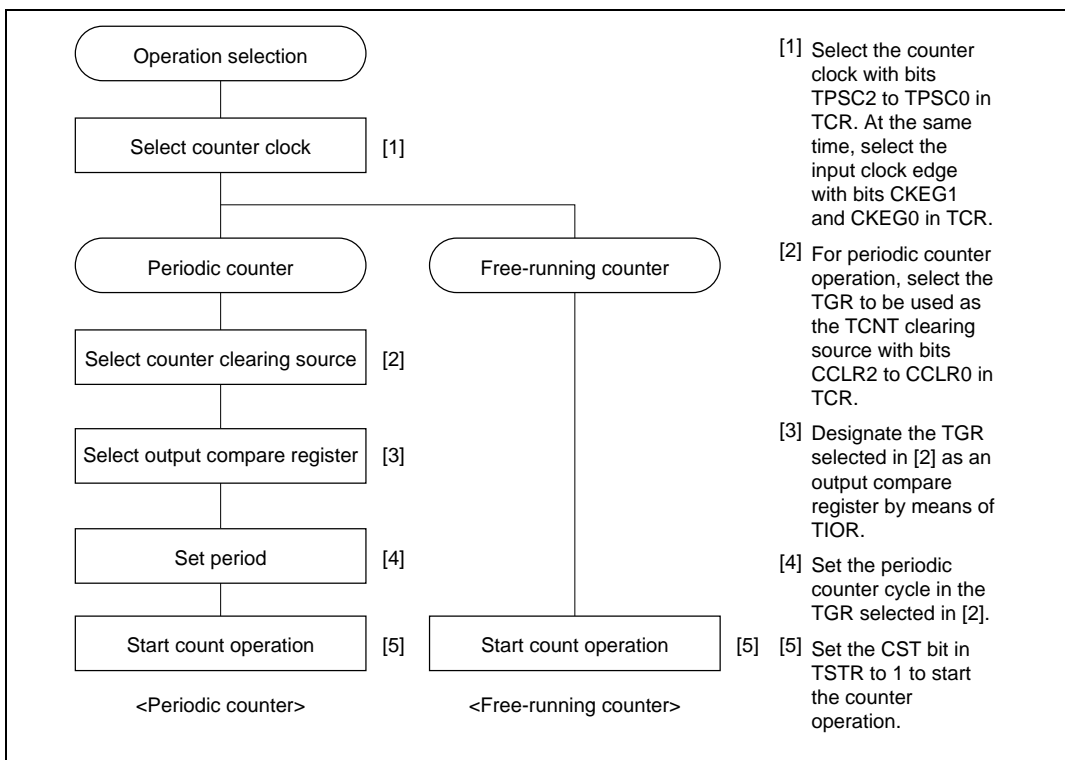 Operation selection
Select counter clock [1]
Periodic counter
Free-running counter
Select counter clearing source [2]
Select output compare register [3]
Set period [4]
Start count operation [5]
Start count operation [5]
<Periodic counter>
<Free-running counter>
[1] Select the counter
clock with bits
TPSC2 to TPSC0 in
TCR. At the same
time, select the
input clock edge
with bits CKEG1
and CKEG0 in TCR.
[2] For periodic counter
operation, select the
TGR to be used as
the TCNT clearing
source with bits
CCLR2 to CCLR0 in
TCR.
[3] Designate the TGR
selected in [2] as an
output compare
register by means of
TIOR.
[4] Set the periodic
counter cycle in the
TGR selected in [2].
[5] Set the CST bit in
TSTR to 1 to start
the counter
operation.